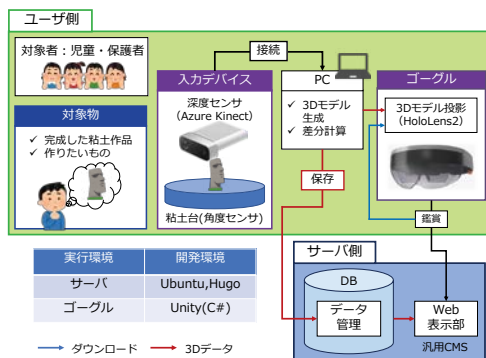 ユーザ側
対象者：児童・保護者
対象物
✓ 完成した粘土作品
✓ 作りたいもの
入力デバイス
深度センサ
(Azure Kinect)
粘土台(角度センサ)
接続
PC
✓ 3Dモデル
生成
✓ 差分計算
保存
ゴーグル
3Dモデル投影
(HoloLens2)
鑑賞
サーバ側
DB
データ
管理
Web
表示部
汎用CMS
実行環境 開発環境
サーバ Ubuntu,Hugo
ゴーグル Unity(C#)
ダウンロード 3Dデータ